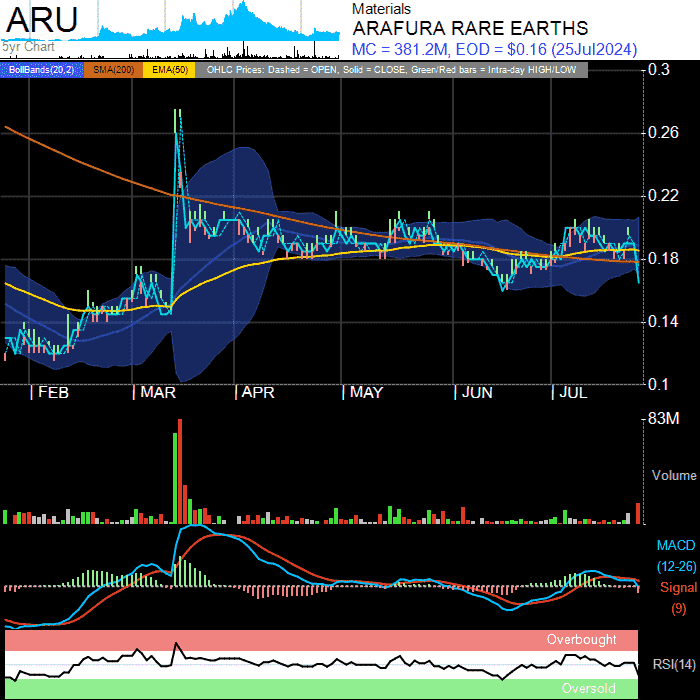 ARU
5yr Chart
Materials
ARAFURA RARE EARTHS
MC = 381.2M, EOD = $0.16 (25Jul2024)
BollBands(20,2) SMA(200) EMA(50) OHLC Prices: Dashed = OPEN, Solid = CLOSE, Green/Red bars = Intra-day HIGH/LOW
0.3
0.26
0.22
0.18
0.14
0.1
| FEB | MAR | APR | MAY | JUN | JUL
83M
Volume
MACD
(12-26)
Signal
(9)
Overbought
RSI(14)
Oversold